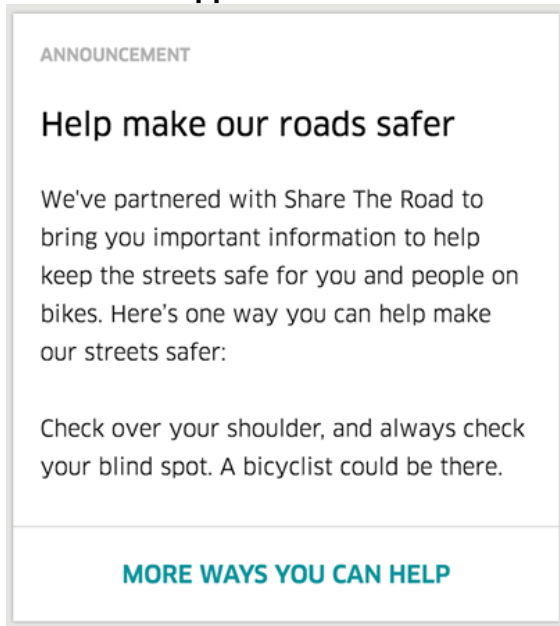 ANNOUNCEMENT
Help make our roads safer
We've partnered with Share The Road to
bring you important information to help
keep the streets safe for you and people on
bikes. Here's one way you can help make
our streets safer:
Check over your shoulder, and always check
your blind spot. A bicyclist could be there.
MORE WAYS YOU CAN HELP